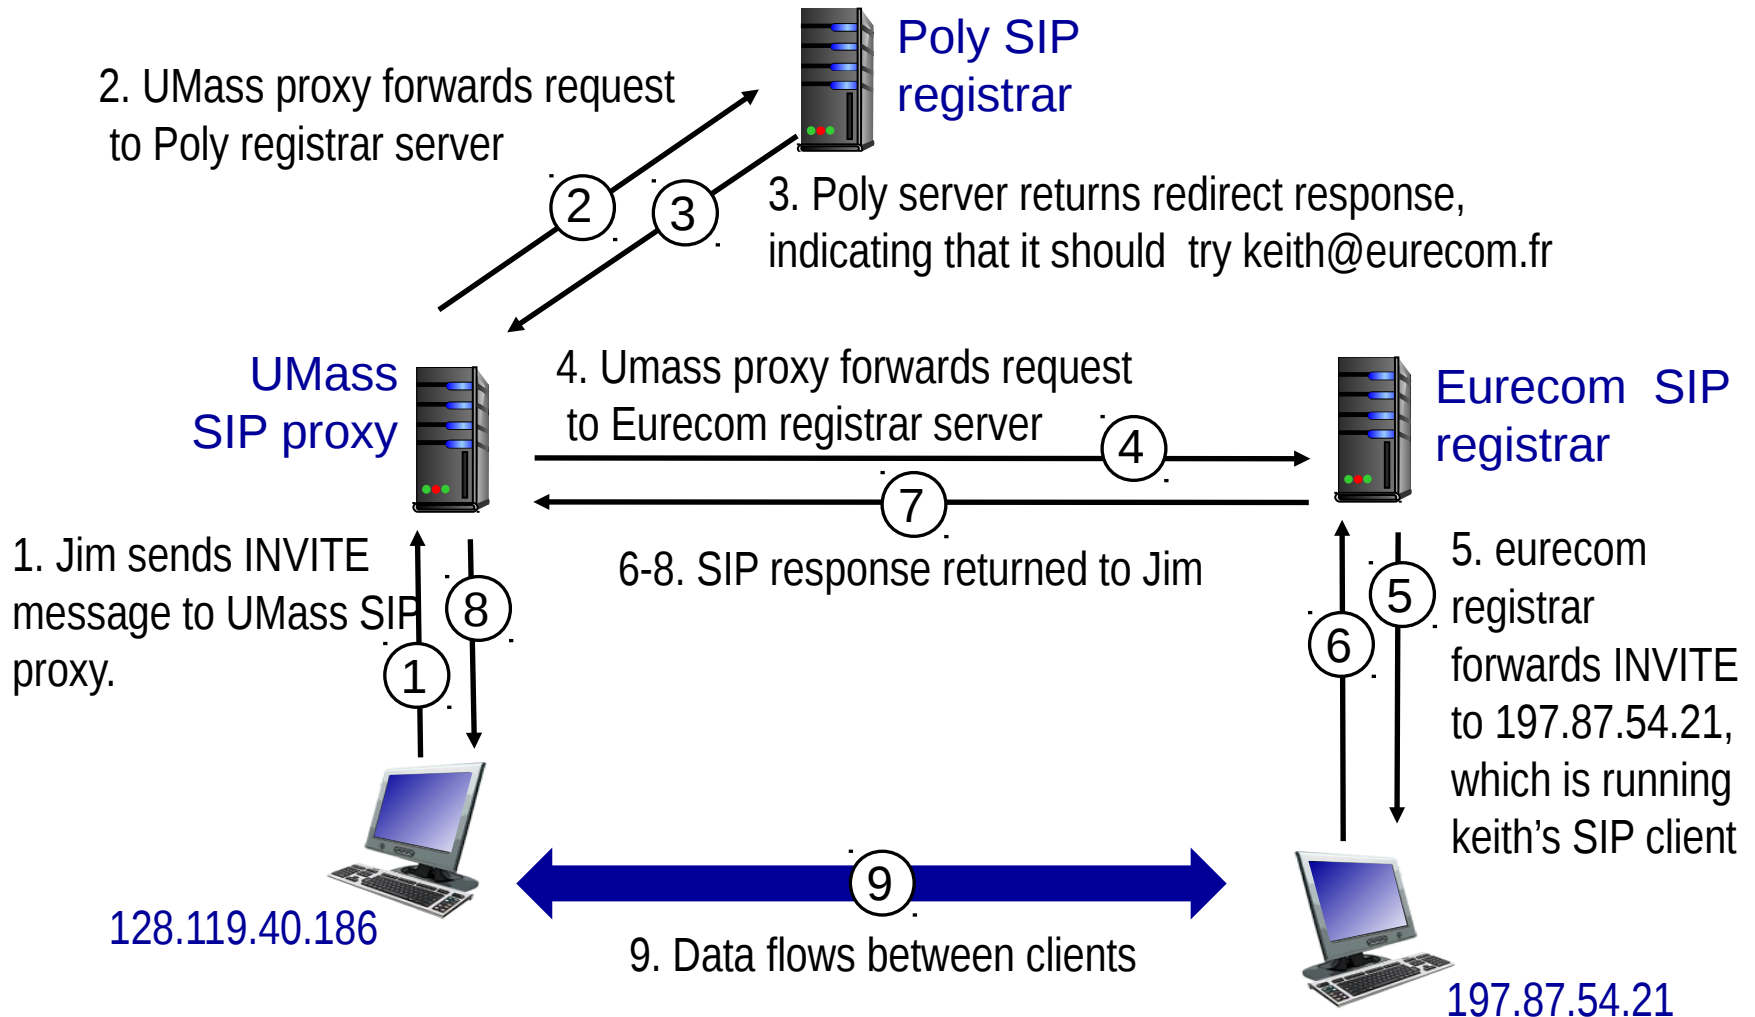 Poly SIP
registrar
2. UMass proxy forwards request
to Poly registrar server
2
3
3. Poly server returns redirect response,
indicating that it should  try keith@eurecom.fr
UMass
SIP proxy
4. Umass proxy forwards request
to Eurecom registrar server
4
Eurecom  SIP
registrar
7
1. Jim sends INVITE
message to UMass SIP
proxy.
8
1
6-8. SIP response returned to Jim
5
6
5. eurecom
registrar
forwards INVITE
to 197.87.54.21,
which is running
keith’s SIP client
9
128.119.40.186
9. Data flows between clients
197.87.54.21